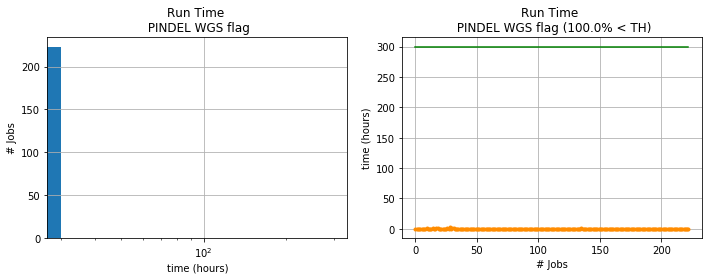 Run Time
PINDEL WGS flag
200
150
100
50
0
# Jobs
10²
time (hours)
Run Time
PINDEL WGS flag (100.0% < TH)
300
250
200
150
100
50
0
time (hours)
0
50
100
150
200
# Jobs